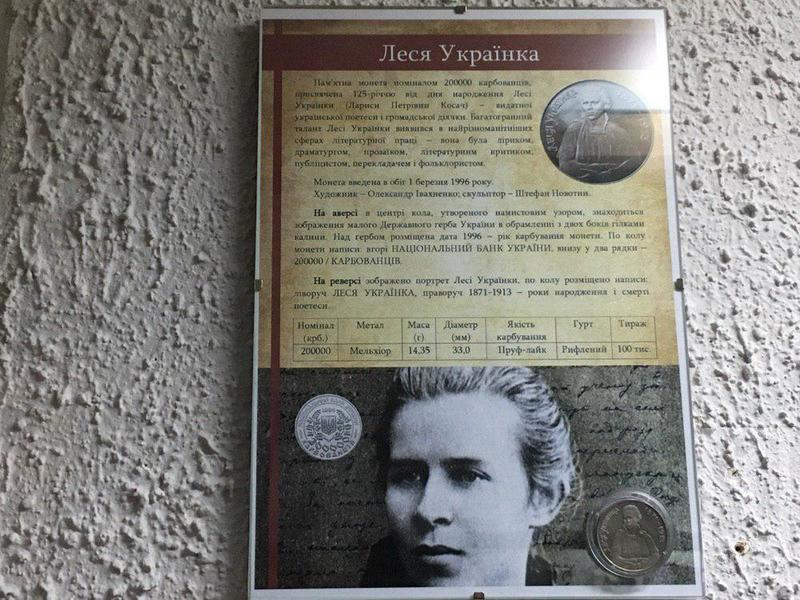 Леся Українка
Пам'ятна монета номіналом 200000 карбованців,
присвячена 125-річчю від дня народження Лесі
Українки (Лариси Петрівни Косач) – видатної
української поетеси і громадської діячки. Багатогранний
талант Лесі Українки виявився в найрізноманітніших
сферах літературної праці – вона була ліриком,
драматургом, прозаїком, літературним критиком,
публіцистом, перекладачем і фольклористом.
Монета введена в обіг 1 березня 1996 року.
Художник – Олександр Івахненко; скульптор – Штефан Новотни.
На аверсі в центрі кола, утвореного намистовим узором, знаходиться
зображення малого Державного герба України в обрамленні з двох боків гілками
калини. Над гербом розміщена дата 1996 – рік карбування монети. По колу
монети написи: вгорі НАЦІОНАЛЬНИЙ БАНК УКРАЇНИ, внизу у два рядки –
200000 / КАРБОВАНЦІВ.
На реверсі зображено портрет Лесі Українки, по колу розміщено написи:
ліворуч ЛЕСЯ УКРАЇНКА, праворуч 1871-1913 – роки народження і смерті
поетеси.
Номінал (крб.) Метал Маса (г) Діаметр (мм) Якість карбування Гурт Тираж
200000 Мельхіор 14,35 33,0 Пруф-лайк Рифлений 100 тис.
1996